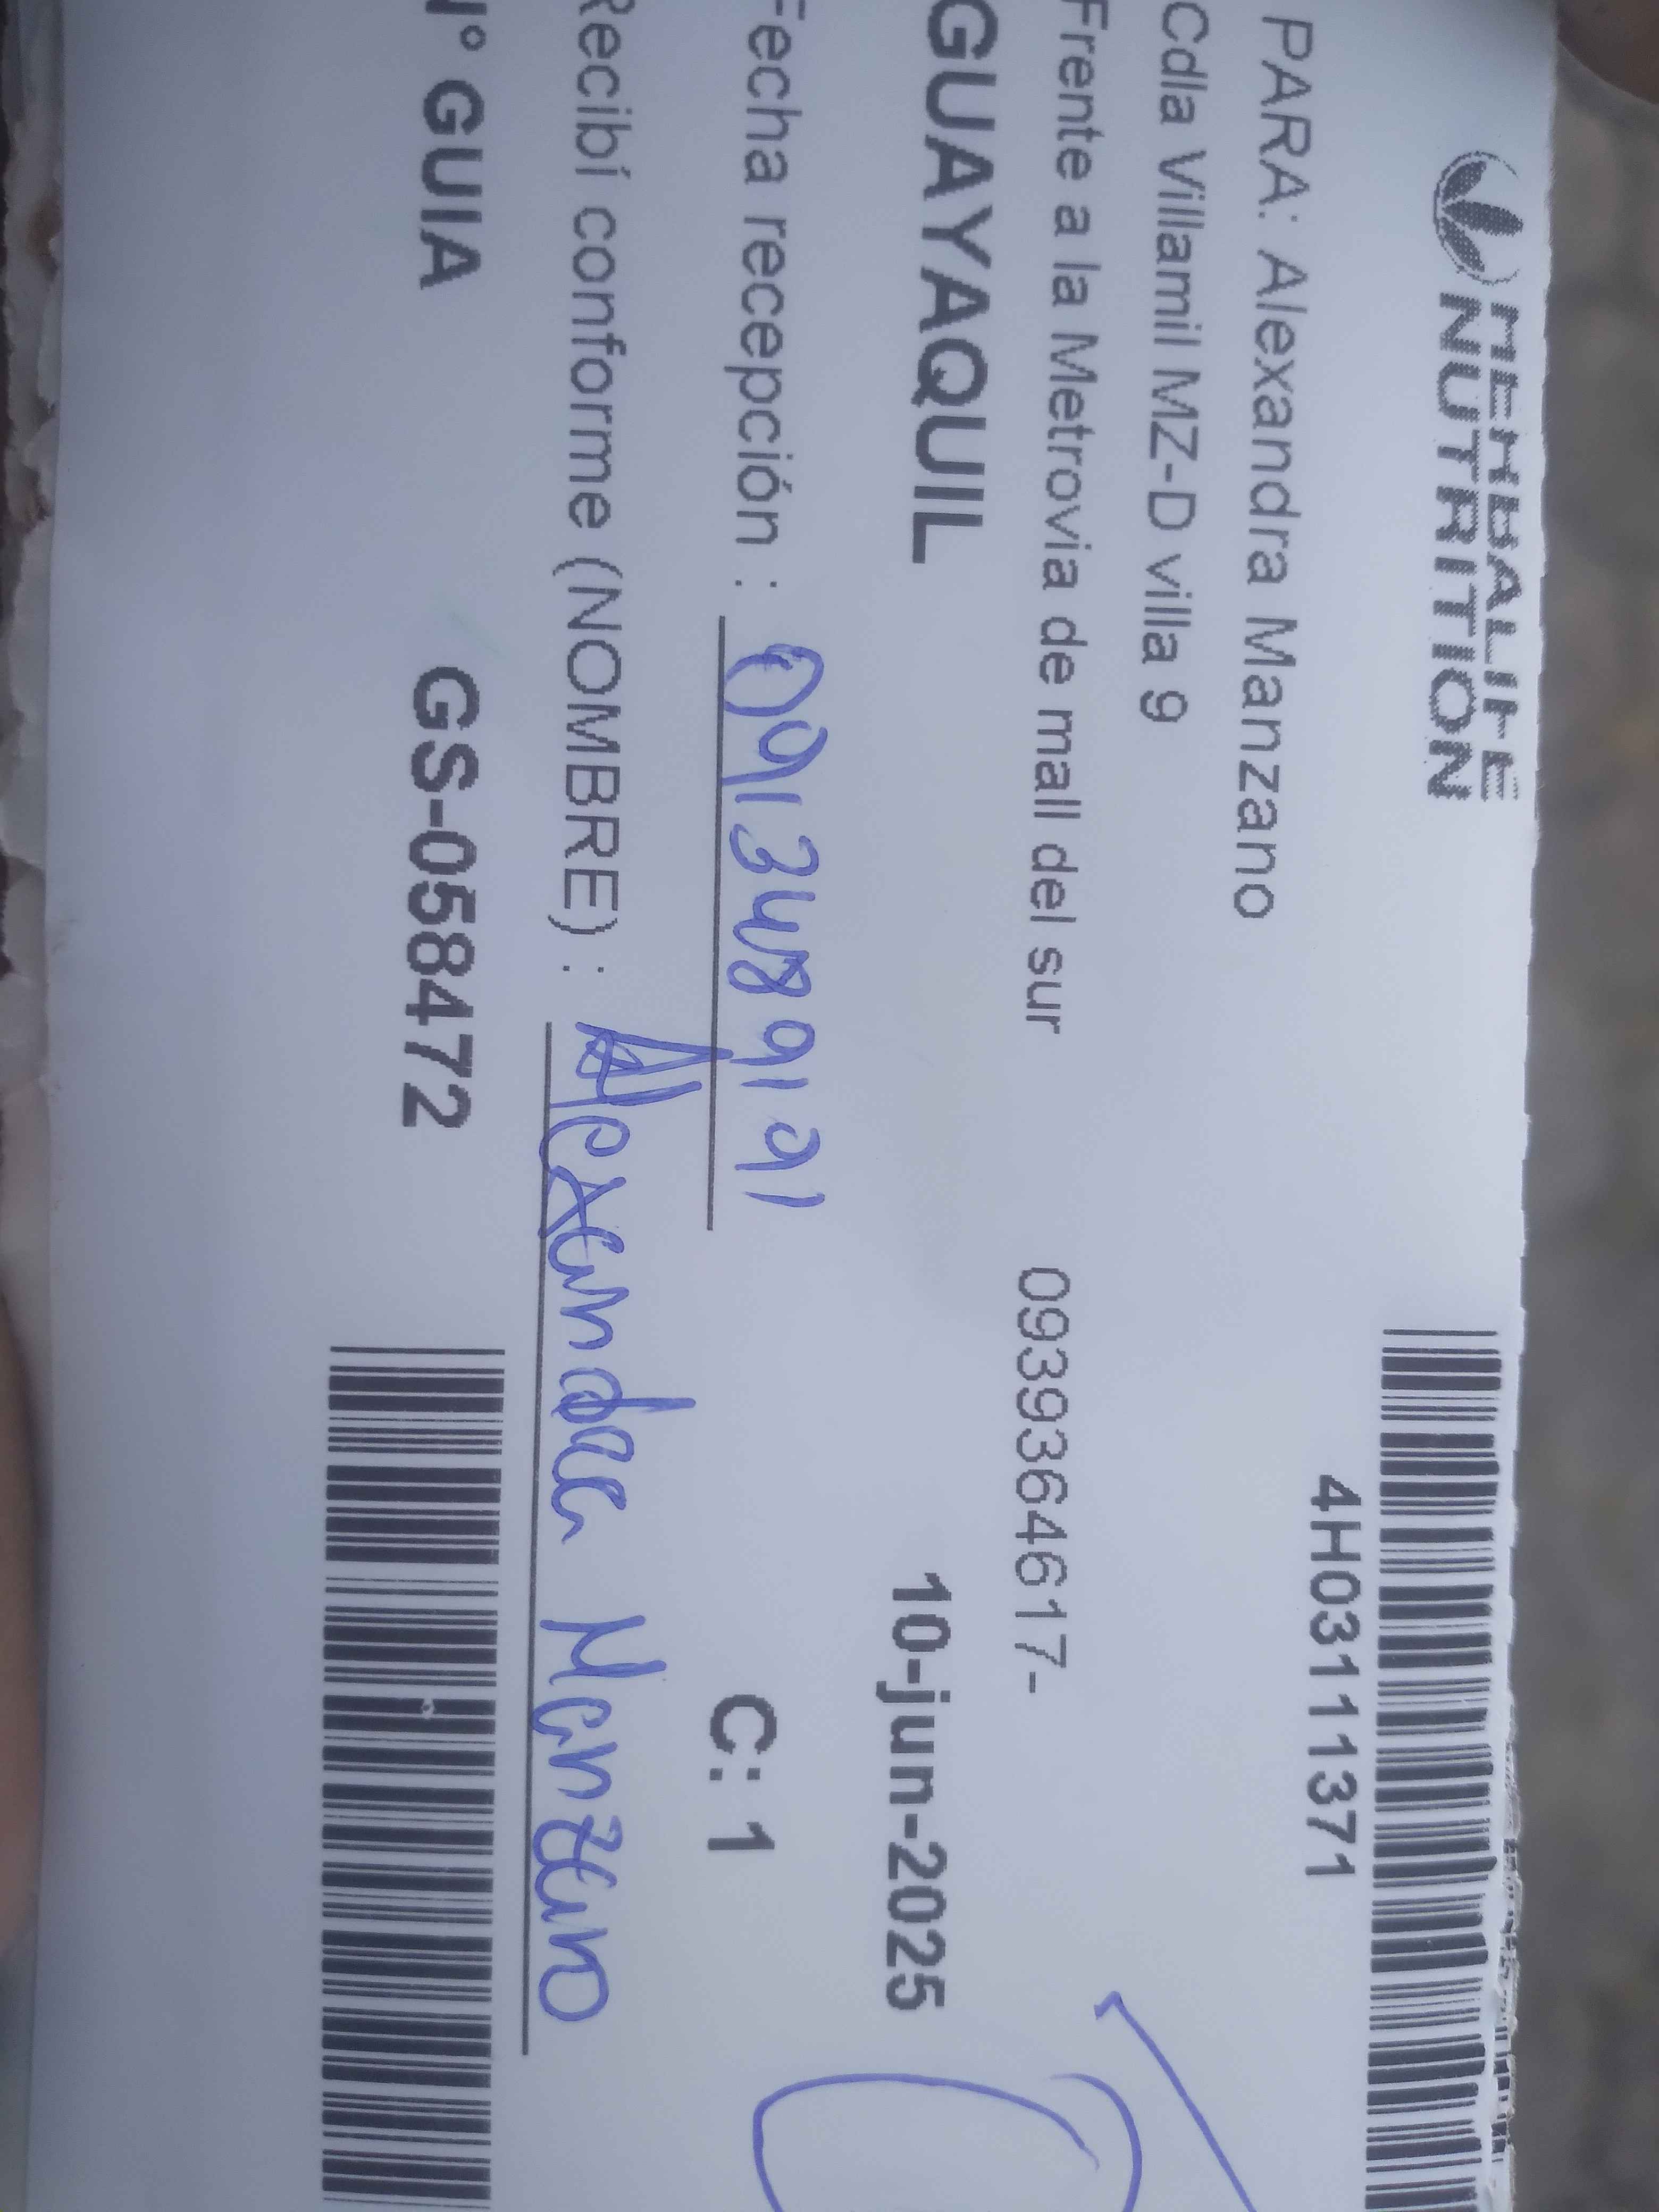 HERBALIFE
NUTRITION
4H03111371
PARA: Alexandra Manzano
Cdla Villamil MZ-D villa 9
Frente a la Metrovia de mall del sur 0939364617-
GUAYAQUIL 10-jun-2025
Fecha recepción : 0913489191 C: 1
Recibí conforme (NOMBRE) : Alexandra Manzano
N° GUIA GS-058472